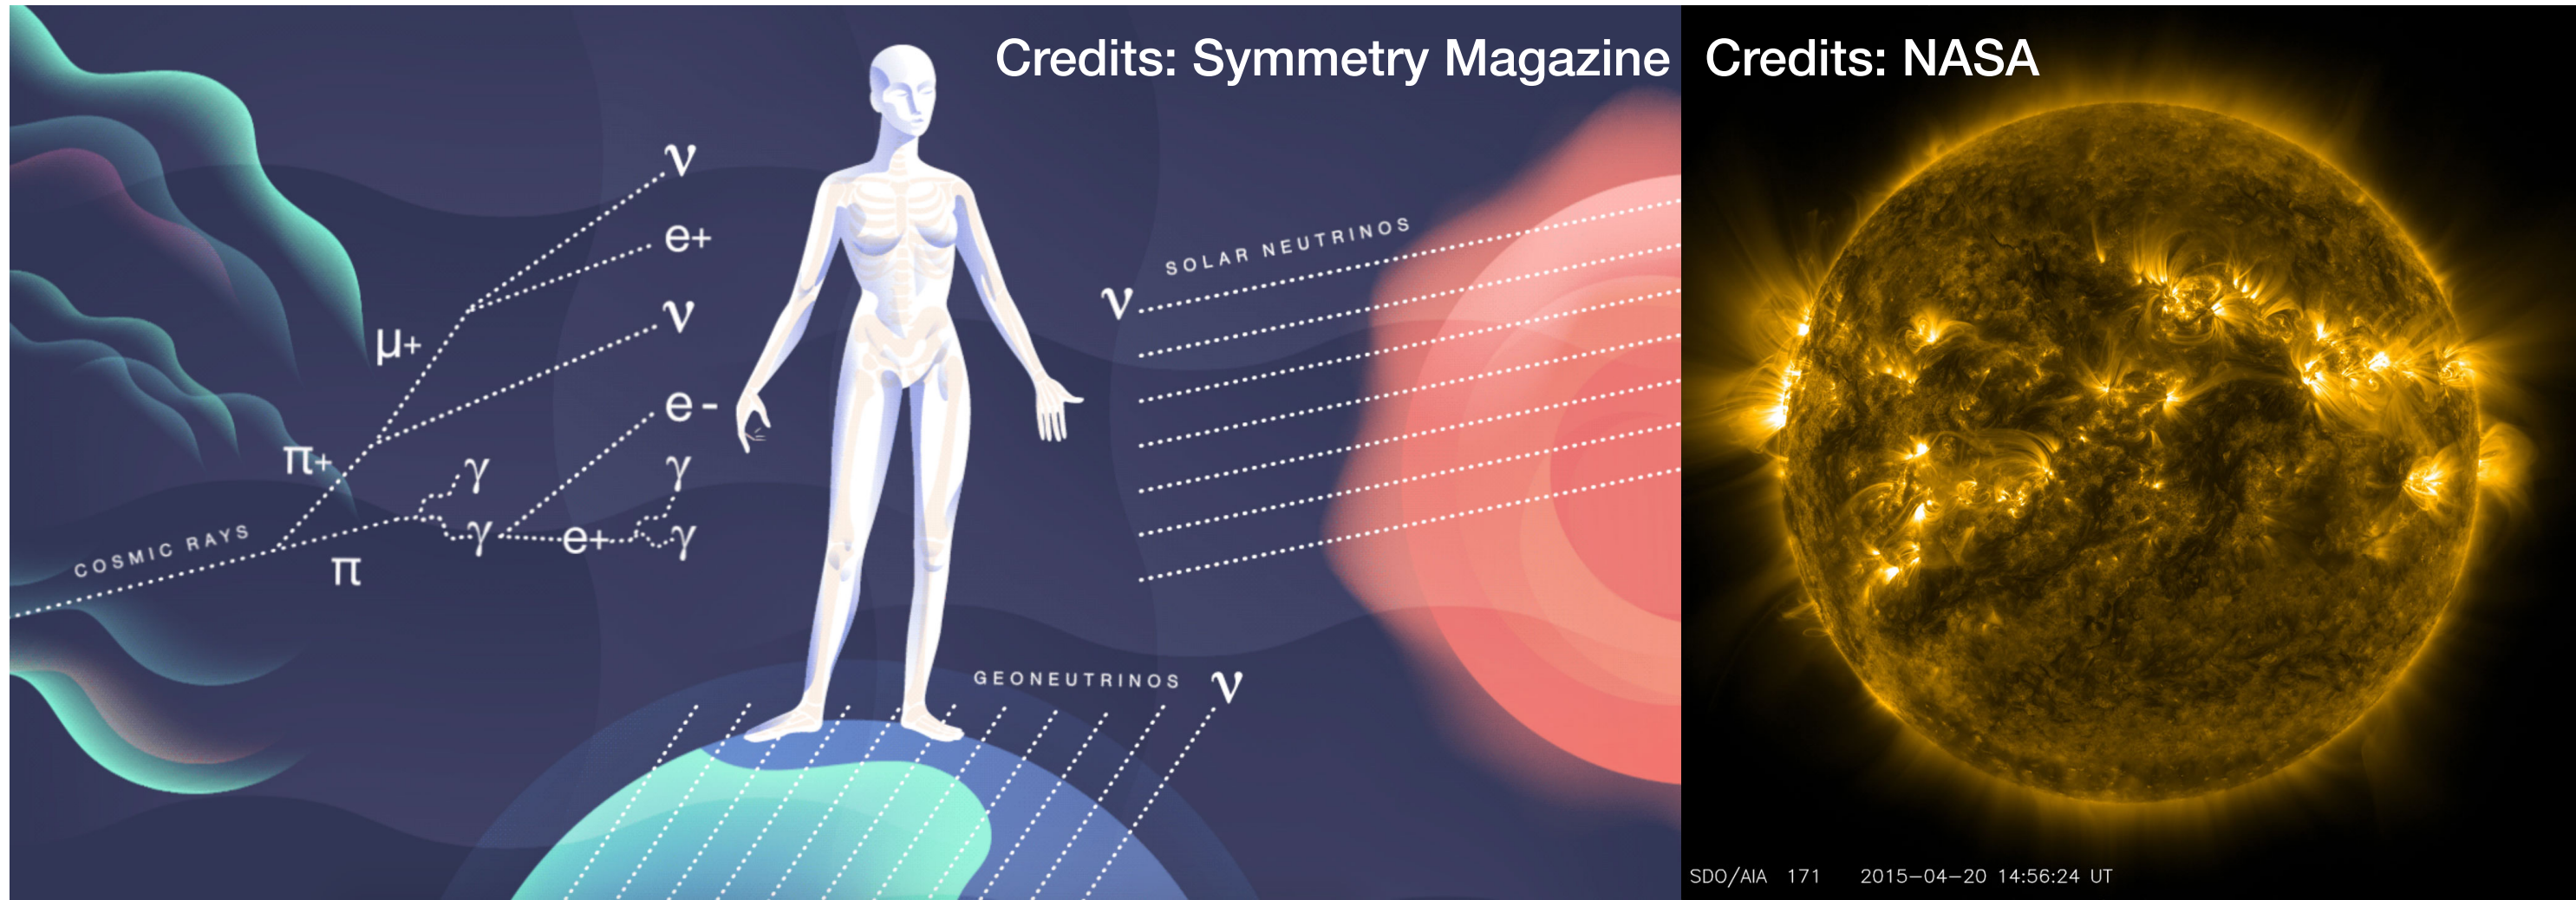 Credits: Symmetry Magazine
Credits: NASA
ν
e+
ν
μ+
e -
π+
γ
γ
γ
e+
γ
π
COSMIC RAYS
SOLAR NEUTRINOS
ν
GEONEUTRINOS ν
SDO/AIA 171 2015-04-20 14:56:24 UT